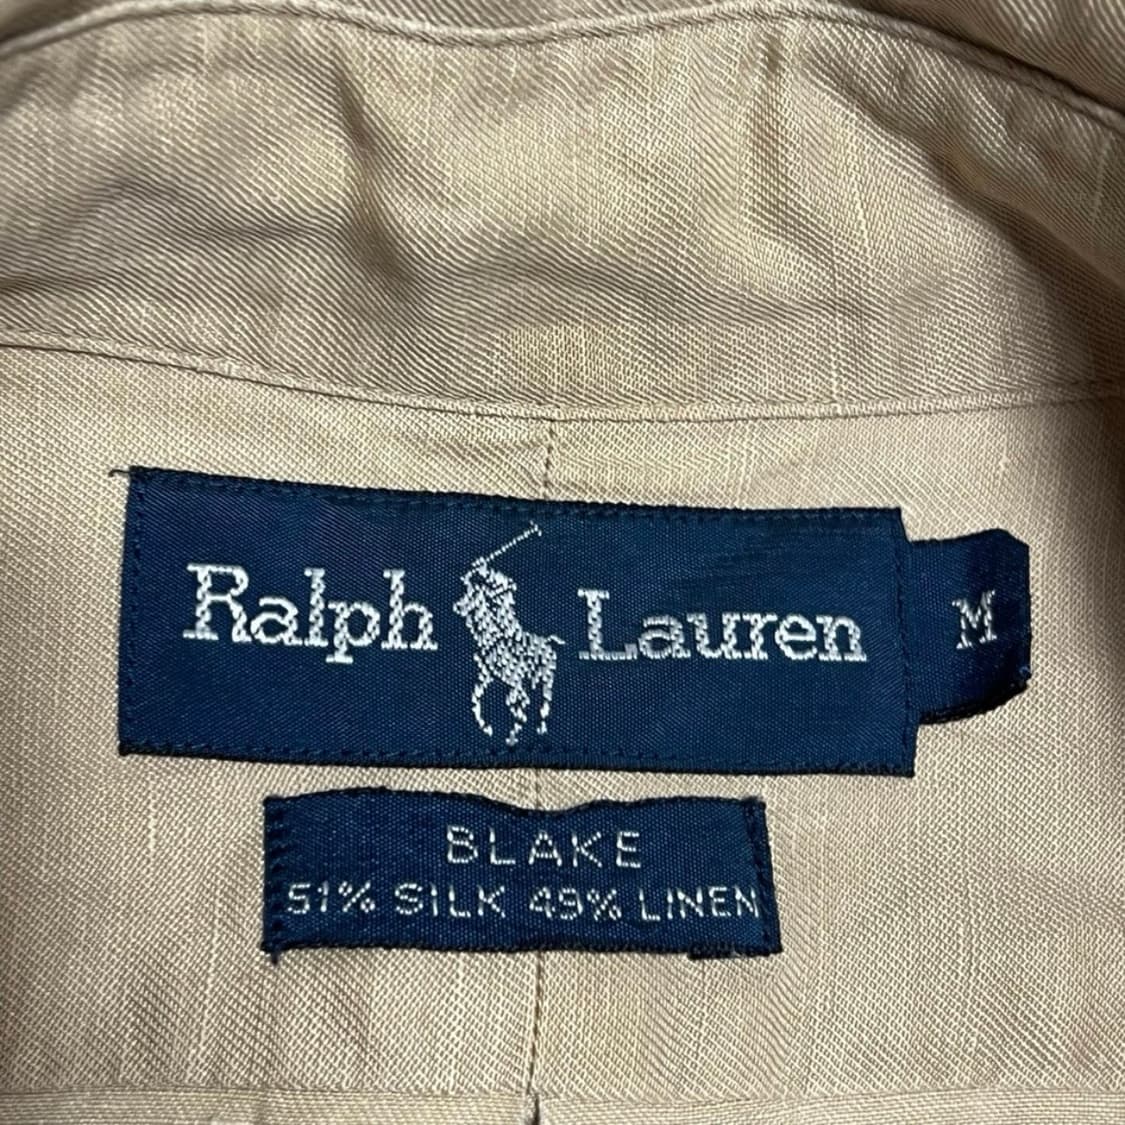 Ralph Lauren
M
BLAKE
51% SILK 49% LINEN